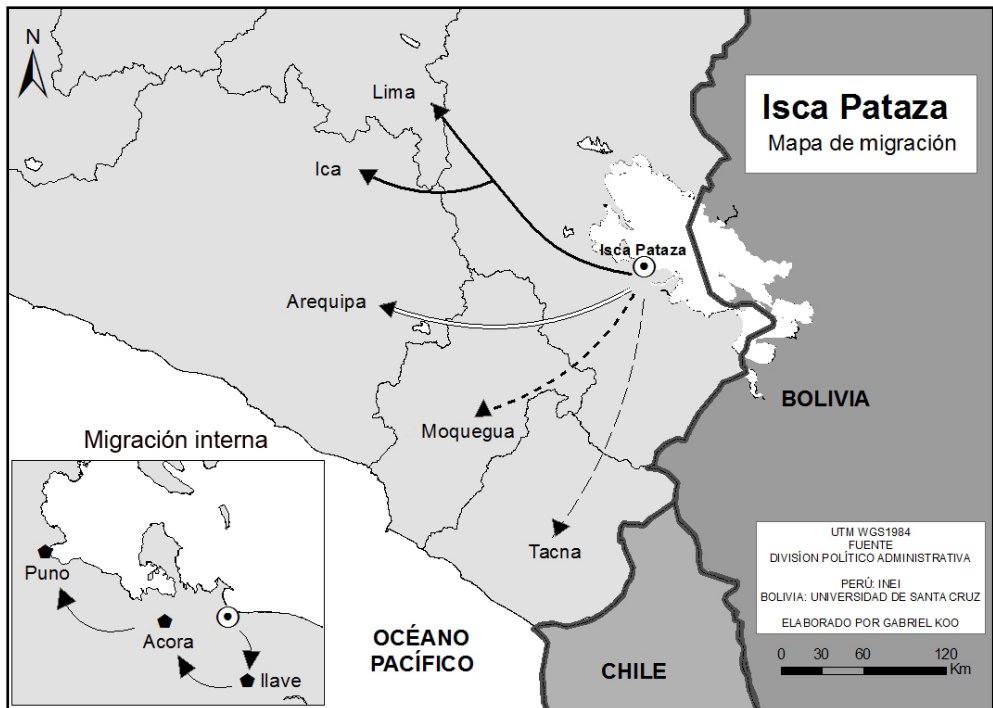 N
Lima
Ica
Isca Pataza
Mapa de migración
Isca Pataza
Arequipa
BOLIVIA
Moquegua
Migración interna
Tacna
Puno
Acora
Ilave
OCÉANO
PACÍFICO
CHILE
UTM WGS1984
FUENTE
DIVISÍON POLÍTICO ADMINISTRATIVA
PERÚ: INEI
BOLIVIA: UNIVERSIDAD DE SANTA CRUZ
ELABORADO POR GABRIEL KOO
0 30 60 120
Km